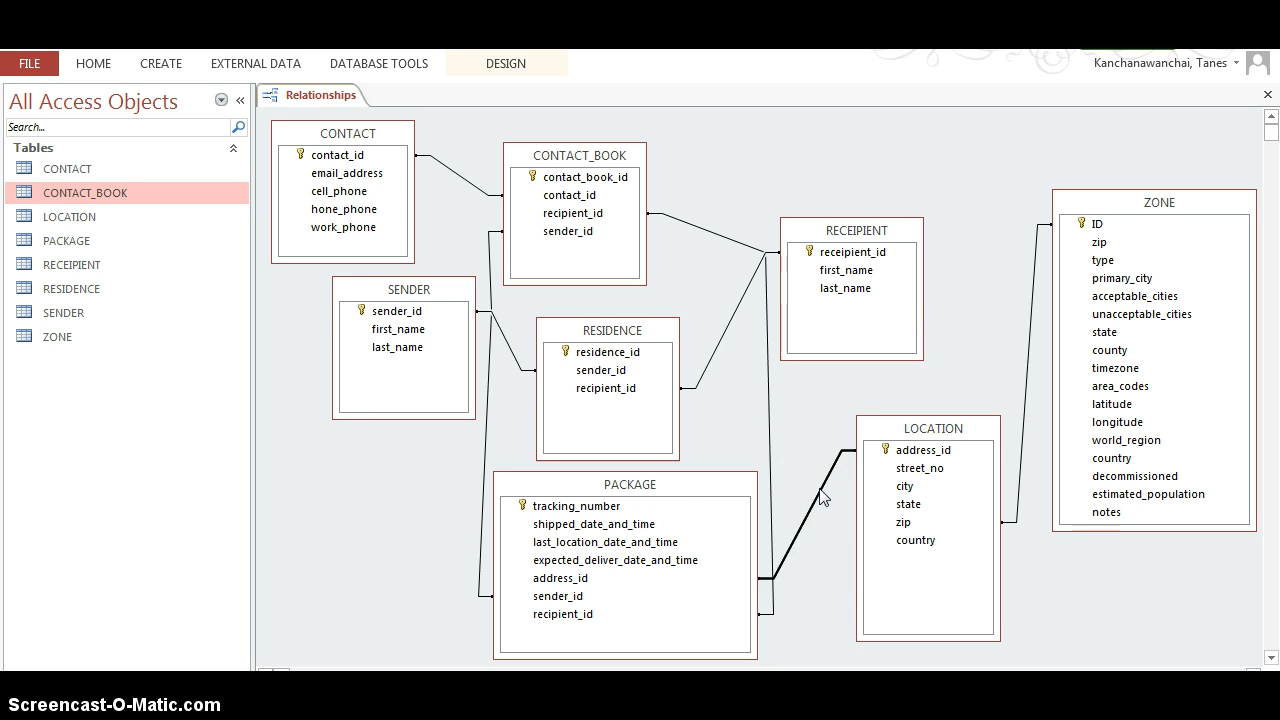 FILE HOME CREATE EXTERNAL DATA DATABASE TOOLS DESIGN Kanchanawanchai, Tanes
All Access Objects
Search...
Tables
CONTACT
CONTACT_BOOK
LOCATION
PACKAGE
RECEIPIENT
RESIDENCE
SENDER
ZONE
Relationships
CONTACT
contact_id
email_address
cell_phone
hone_phone
work_phone
CONTACT_BOOK
contact_book_id
contact_id
recipient_id
sender_id
RECEIPIENT
receipient_id
first_name
last_name
ZONE
ID
zip
type
primary_city
acceptable_cities
unacceptable_cities
state
county
timezone
area_codes
latitude
longitude
world_region
country
decommissioned
estimated_population
notes
SENDER
sender_id
first_name
last_name
RESIDENCE
residence_id
sender_id
recipient_id
LOCATION
address_id
street_no
city
state
zip
country
PACKAGE
tracking_number
shipped_date_and_time
last_location_date_and_time
expected_deliver_date_and_time
address_id
sender_id
recipient_id
Screencast-O-Matic.com